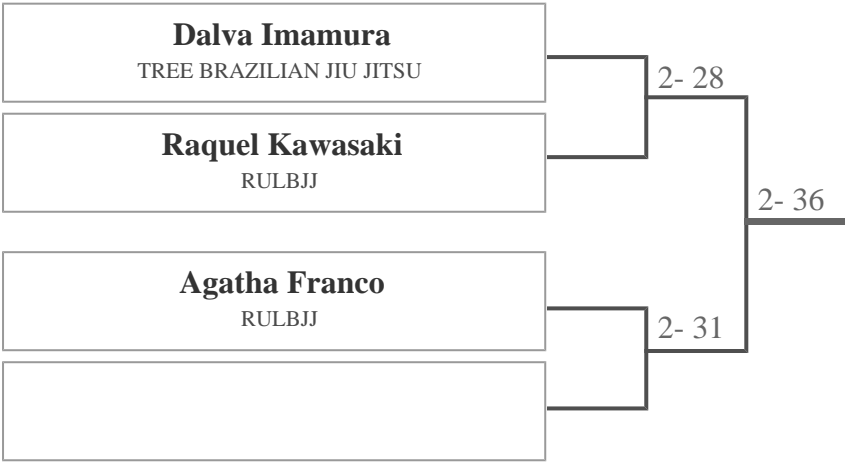 Dalva Imamura
TREE BRAZILIAN JIU JITSU
2- 28
Raquel Kawasaki
RULBJJ
2- 36
Agatha Franco
RULBJJ
2- 31